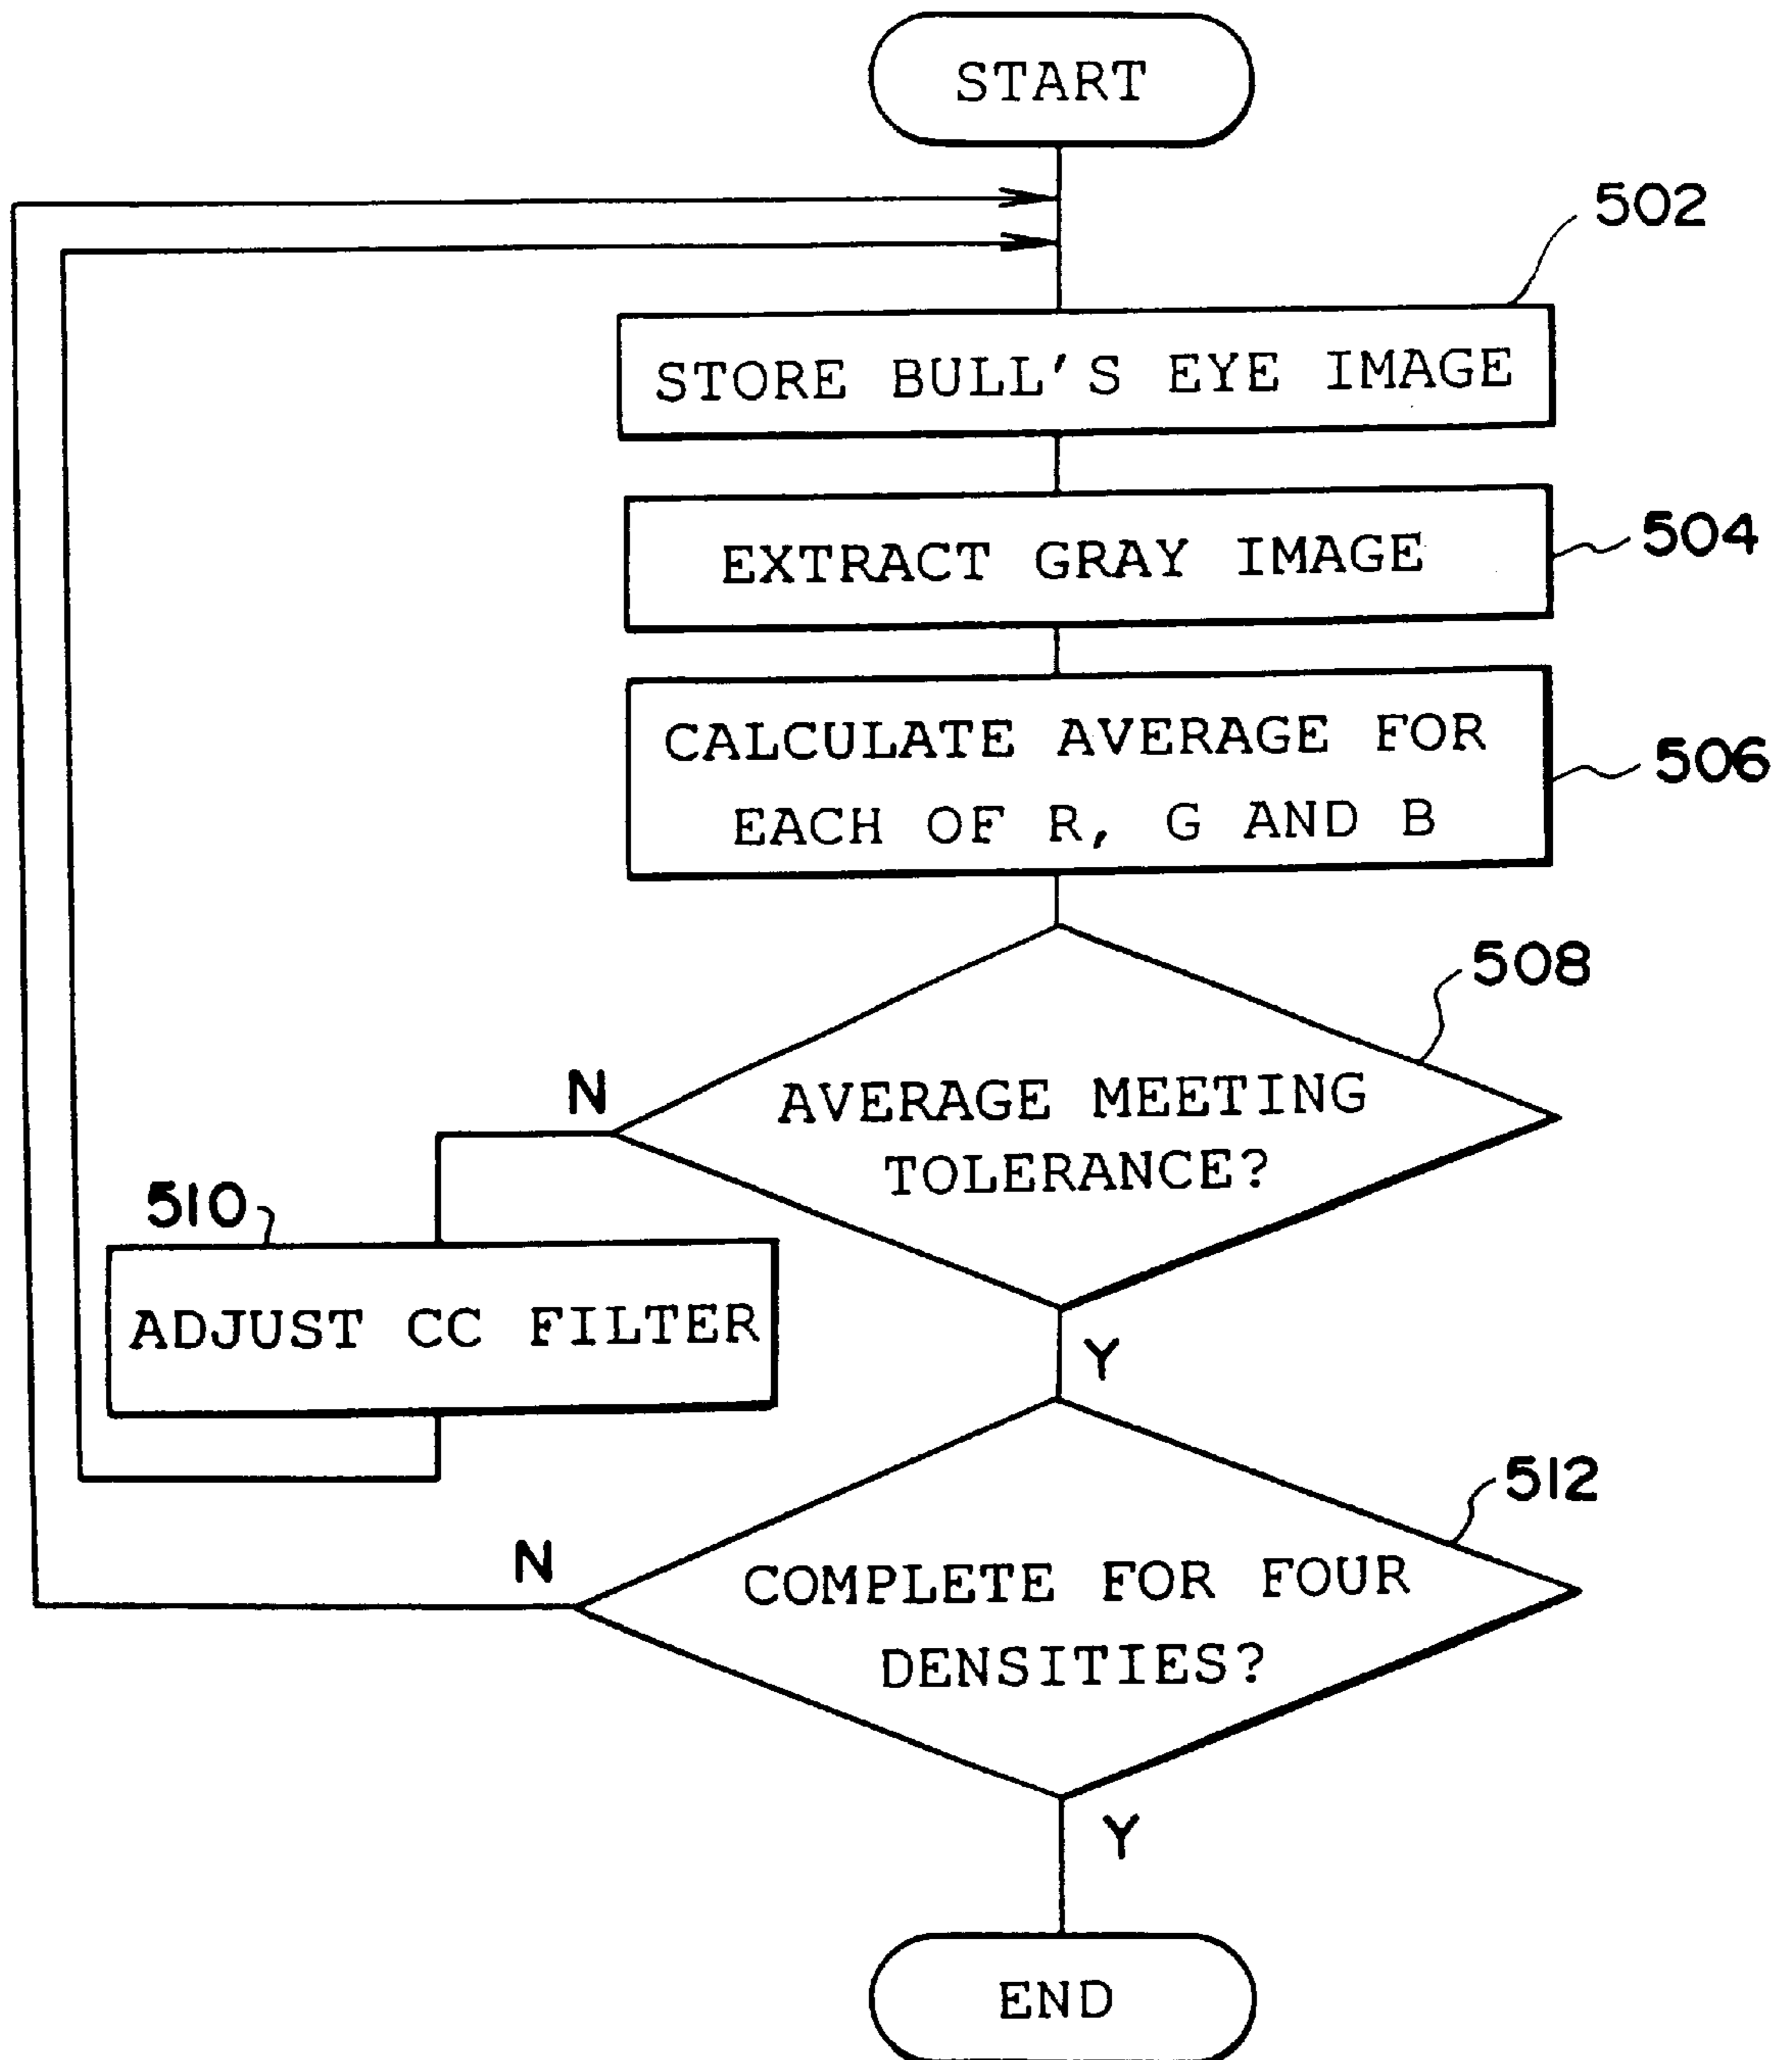 START
502
STORE BULL'S EYE IMAGE
EXTRACT GRAY IMAGE
504
CALCULATE AVERAGE FOR
EACH OF R, G AND B
506
508
N
AVERAGE MEETING
TOLERANCE?
510
ADJUST CC FILTER
Y
512
N
COMPLETE FOR FOUR
DENSITIES?
Y
END